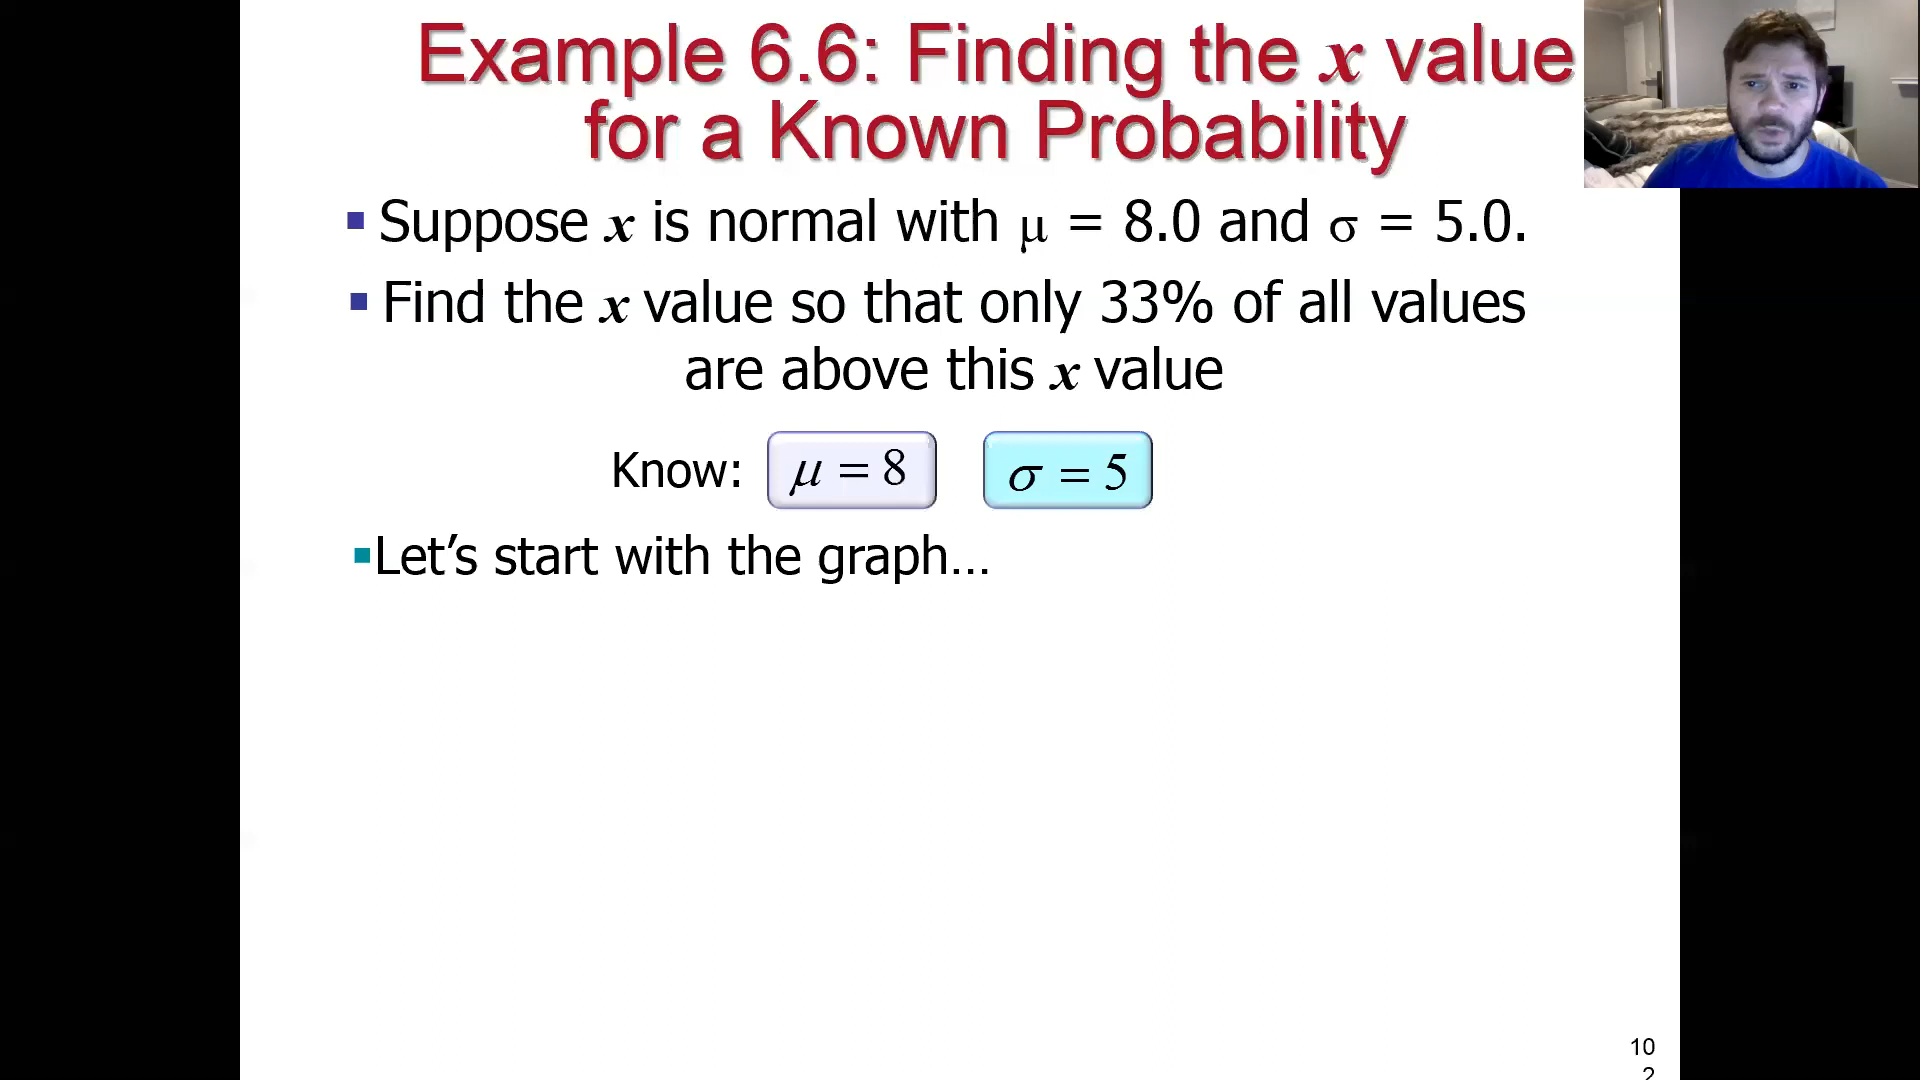 Example 6.6: Finding the x value
for a Known Probability
▪ Suppose x is normal with μ = 8.0 and σ = 5.0.
▪ Find the x value so that only 33% of all values
are above this x value
Know: μ = 8 σ = 5
▪Let’s start with the graph…
10
2